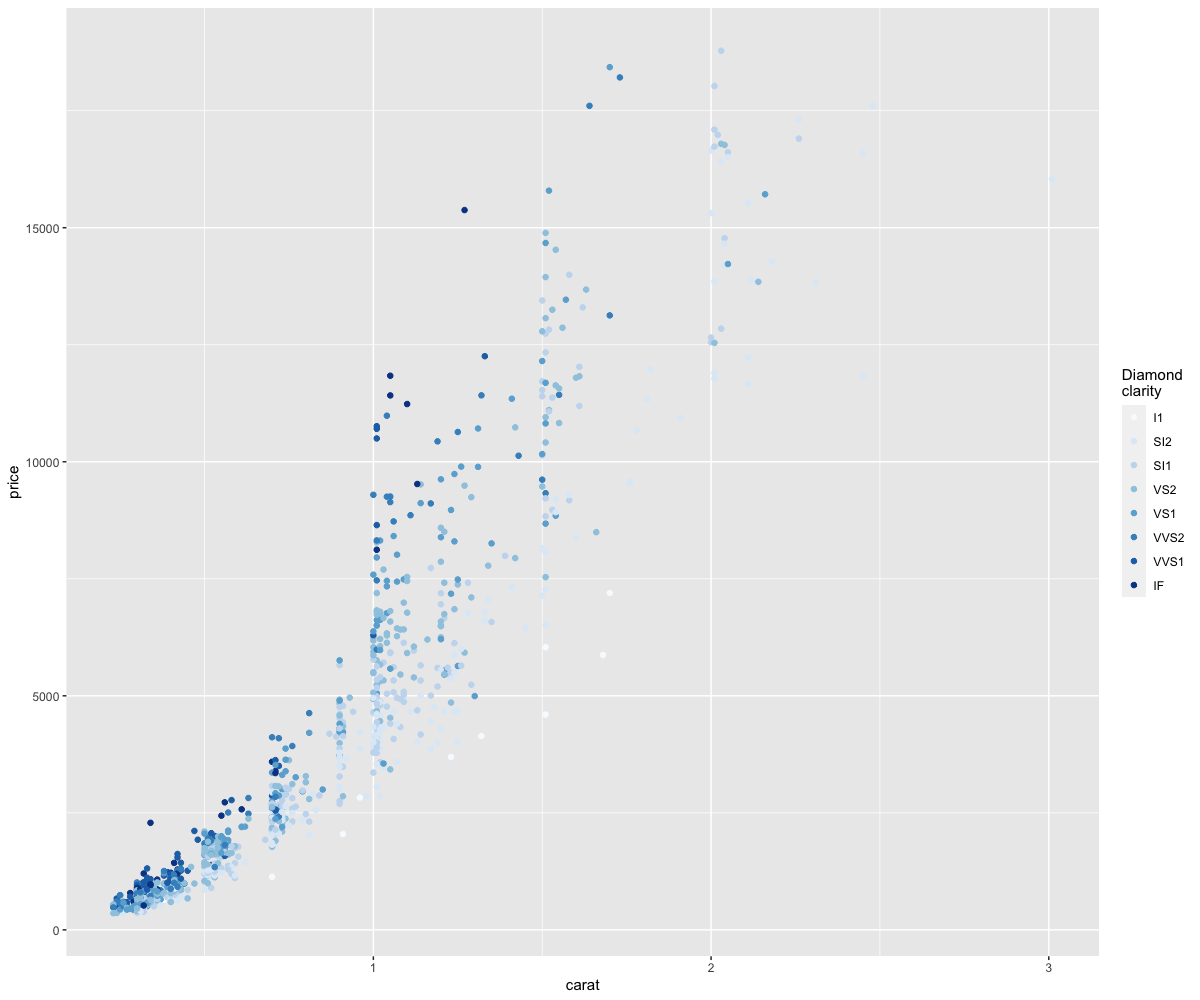 15000
10000
5000
0
price
1
2
3
carat
Diamond
clarity
I1
SI2
SI1
VS2
VS1
VVS2
VVS1
IF